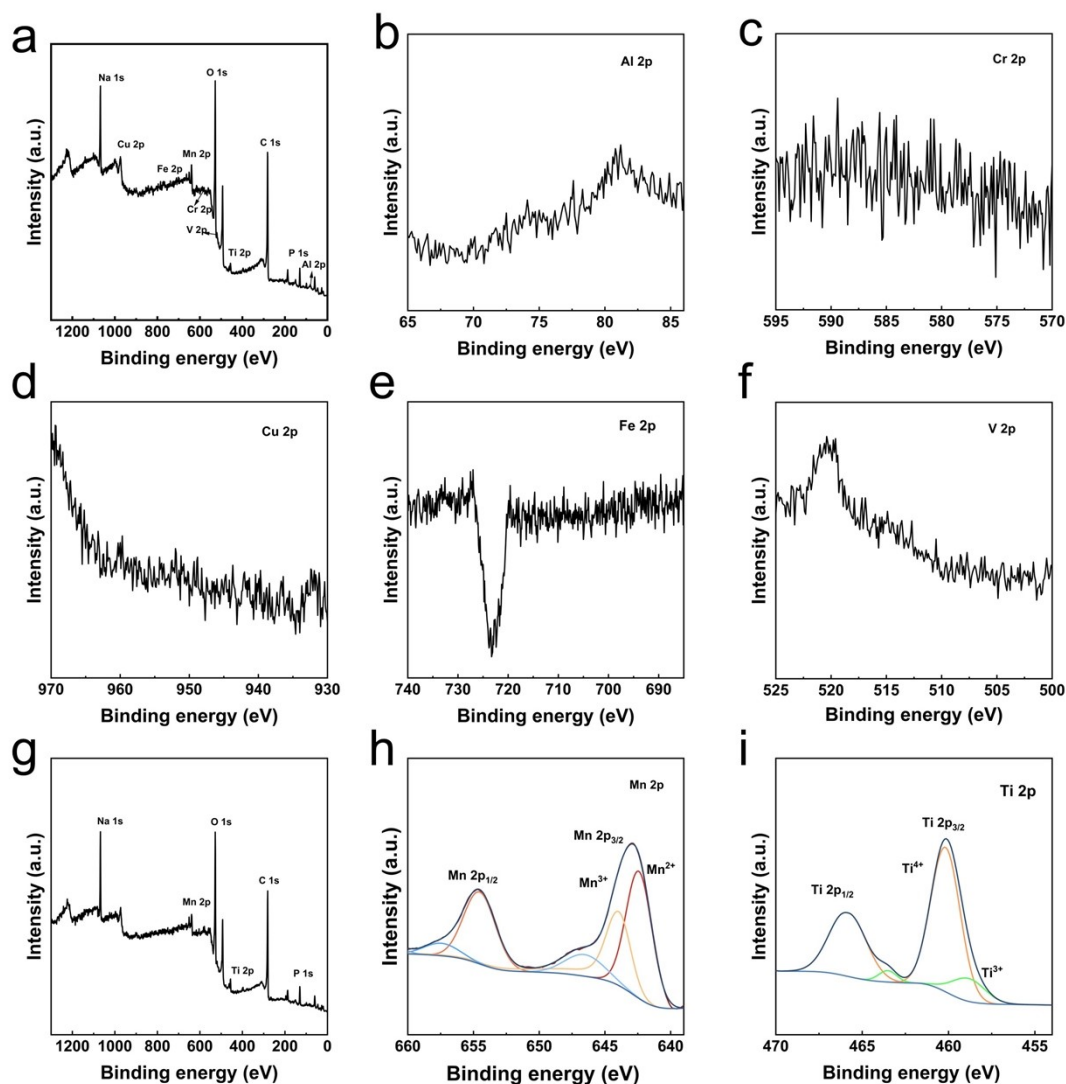 a
Na 1s
O 1s
Cu 2p
Fe 2p
Mn 2p
C 1s
Cr 2p
V 2p
Ti 2p
P 1s
Al 2p
Intensity (a.u.)
1200 1000 800 600 400 200 0
Binding energy (eV)
b
Al 2p
Intensity (a.u.)
65 70 75 80 85
Binding energy (eV)
c
Cr 2p
Intensity (a.u.)
595 590 585 580 575 570
Binding energy (eV)
d
Cu 2p
Intensity (a.u.)
970 960 950 940 930
Binding energy (eV)
e
Fe 2p
Intensity (a.u.)
740 730 720 710 700 690
Binding energy (eV)
f
V 2p
Intensity (a.u.)
525 520 515 510 505 500
Binding energy (eV)
g
Na 1s
O 1s
C 1s
Mn 2p
Ti 2p
P 1s
Intensity (a.u.)
1200 1000 800 600 400 200 0
Binding energy (eV)
h
Mn 2p
Mn 2p3/2
Mn 2p1/2
Mn3+
Mn2+
Intensity (a.u.)
660 655 650 645 640
Binding energy (eV)
i
Ti 2p
Ti 2p3/2
Ti4+
Ti 2p1/2
Ti3+
Intensity (a.u.)
470 465 460 455
Binding energy (eV)